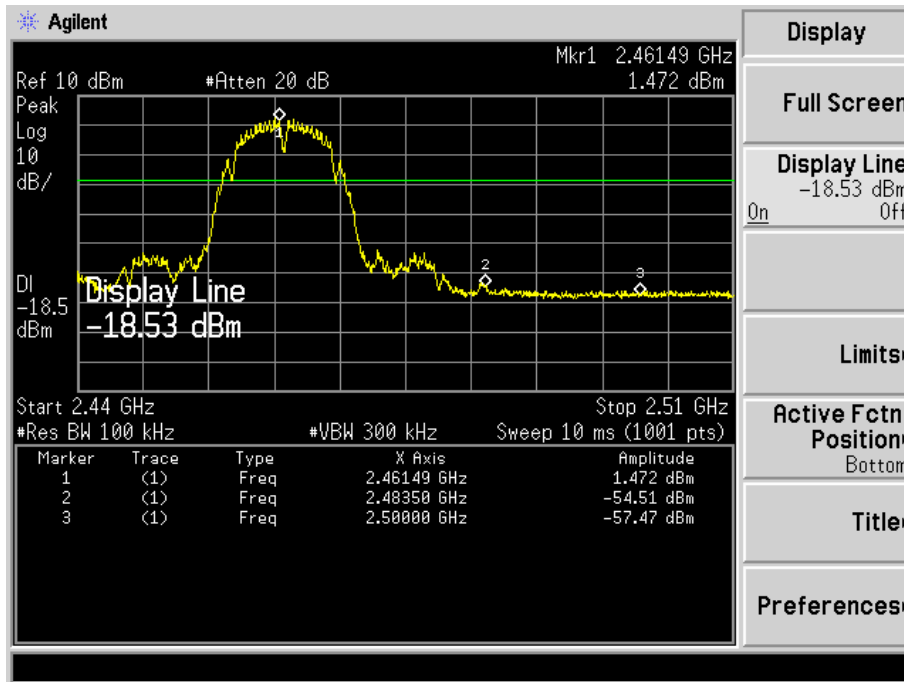 Agilent
Mkr1 2.46149 GHz
Ref 10 dBm #Atten 20 dB 1.472 dBm
Peak
Log
10
dB/
1
2
3
DI
-18.5
dBm
Display Line
-18.53 dBm
Start 2.44 GHz Stop 2.51 GHz
#Res BW 100 kHz #VBW 300 kHz Sweep 10 ms (1001 pts)
Marker Trace Type X Axis Amplitude
1 (1) Freq 2.46149 GHz 1.472 dBm
2 (1) Freq 2.48350 GHz -54.51 dBm
3 (1) Freq 2.50000 GHz -57.47 dBm
Display
Full Screen
Display Line
-18.53 dBm
On Off
Limits
Active Fctn
Position
Bottom
Title
Preferences